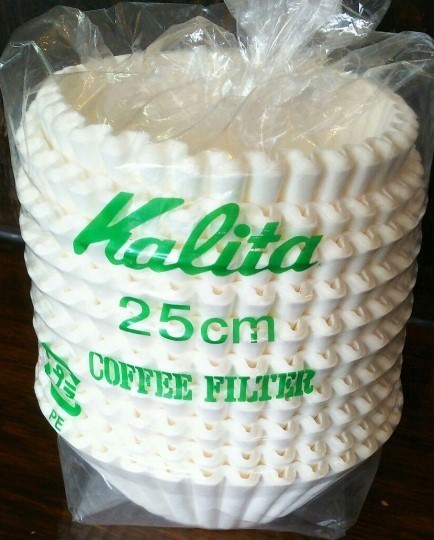 Kalita
25cm
COFFEE FILTER
PE